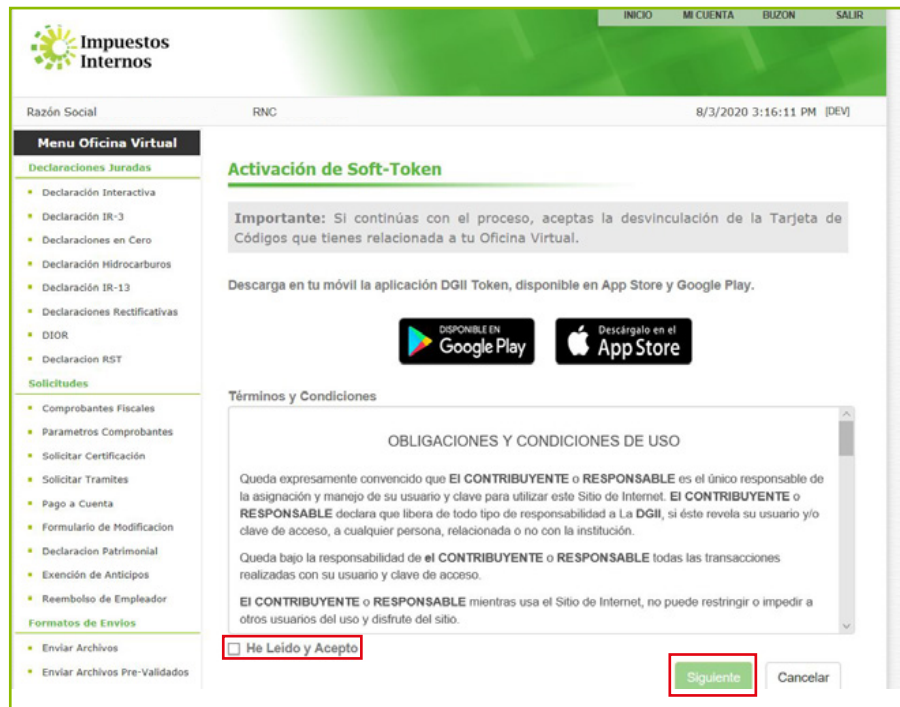 INICIO MI CUENTA BUZON SALIR
Impuestos
Internos
Razón Social RNC 8/3/2020 3:16:11 PM [DEV]
Menu Oficina Virtual
Declaraciones Juradas
Declaración Interactiva
Declaración IR-3
Declaraciones en Cero
Declaración Hidrocarburos
Declaración IR-13
Declaraciones Rectificativas
DIOR
Declaracion RST
Solicitudes
Comprobantes Fiscales
Parametros Comprobantes
Solicitar Certificación
Solicitar Tramites
Pago a Cuenta
Formulario de Modificacion
Declaracion Patrimonial
Exención de Anticipos
Reembolso de Empleador
Formatos de Envios
Enviar Archivos
Enviar Archivos Pre-Validados
Activación de Soft-Token
Importante: Si continúas con el proceso, aceptas la desvinculación de la Tarjeta de
Códigos que tienes relacionada a tu Oficina Virtual.
Descarga en tu móvil la aplicación DGII Token, disponible en App Store y Google Play.
DISPONIBLE EN
Google Play
Descárgalo en el
App Store
Términos y Condiciones
OBLIGACIONES Y CONDICIONES DE USO
Queda expresamente convencido que El CONTRIBUYENTE o RESPONSABLE es el único responsable de
la asignación y manejo de su usuario y clave para utilizar este Sitio de Internet. El CONTRIBUYENTE o
RESPONSABLE declara que libera de todo tipo de responsabilidad a La DGII, si éste revela su usuario y/o
clave de acceso, a cualquier persona, relacionada o no con la institución.
Queda bajo la responsabilidad de el CONTRIBUYENTE o RESPONSABLE todas las transacciones
realizadas con su usuario y clave de acceso.
El CONTRIBUYENTE o RESPONSABLE mientras usa el Sitio de Internet, no puede restringir o impedir a
otros usuarios del uso y disfrute del sitio.
He Leido y Acepto
Siguiente Cancelar